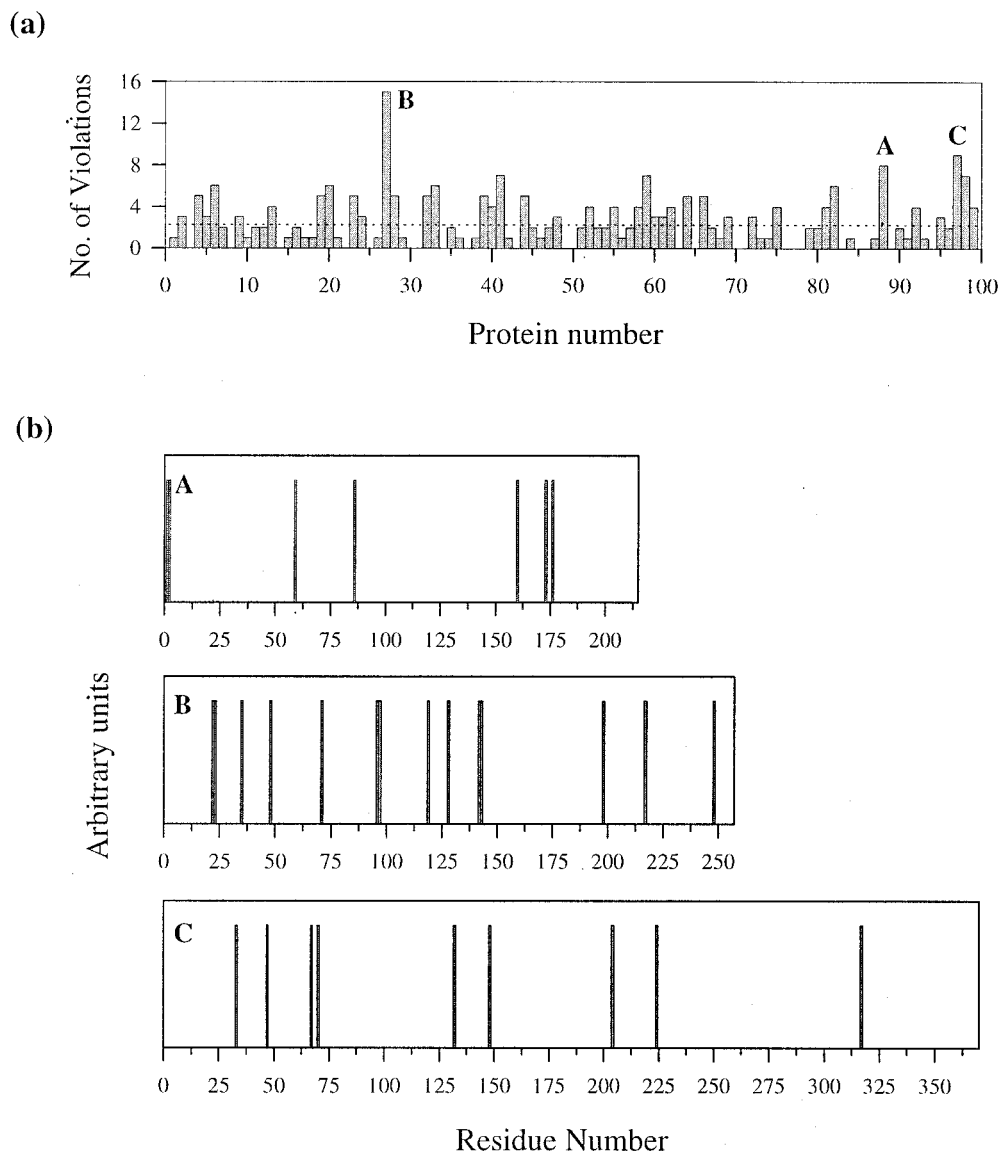 (a)
No. of Violations
16
12
8
4
0
B
A
C
0 10 20 30 40 50 60 70 80 90 100
Protein number
(b)
Arbitrary units
A
0 25 50 75 100 125 150 175 200
B
0 25 50 75 100 125 150 175 200 225 250
C
0 25 50 75 100 125 150 175 200 225 250 275 300 325 350
Residue Number